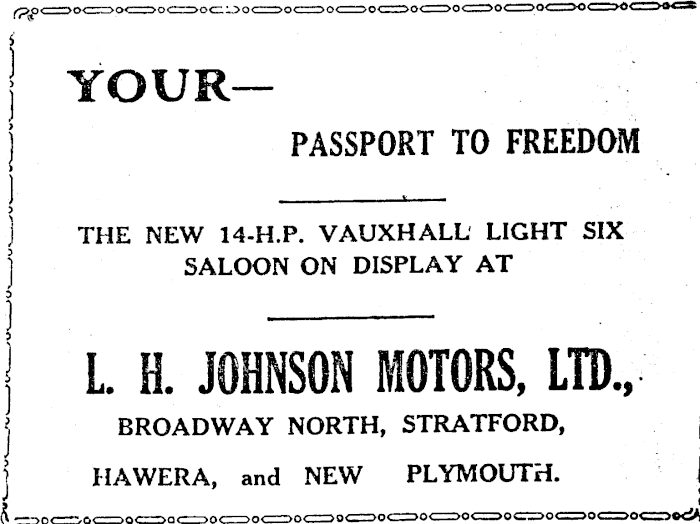 YOUR—
PASSPORT TO FREEDOM
THE NEW 14-H.P. VAUXHALL LIGHT SIX
SALOON ON DISPLAY AT
L. H. JOHNSON MOTORS, LTD.,
BROADWAY NORTH, STRATFORD,
HAWERA, and NEW PLYMOUTH.